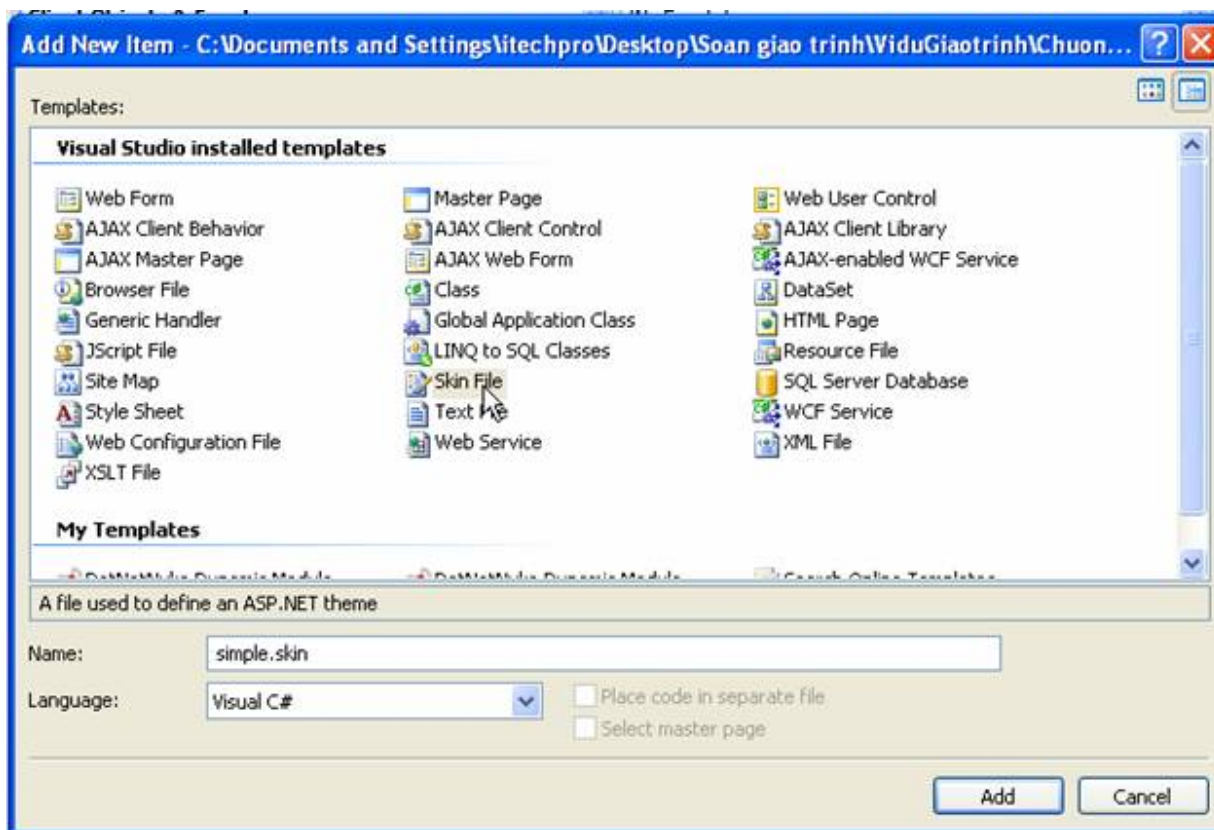 Add New Item - C:\Documents and Settings\itechpro\Desktop\Soan giao trinh\ViduGiaotrinh\Chuon...
Templates:
Visual Studio installed templates
Web Form Master Page Web User Control
AJAX Client Behavior AJAX Client Control AJAX Client Library
AJAX Master Page AJAX Web Form AJAX-enabled WCF Service
Browser File Class DataSet
Generic Handler Global Application Class HTML Page
JScript File LINQ to SQL Classes Resource File
Site Map Skin File SQL Server Database
Style Sheet Text WCF Service
Web Configuration File Web Service XML File
XSLT File
My Templates
A file used to define an ASP.NET theme
Name: simple.skin
Language: Visual C# Place code in separate file
Select master page
Add Cancel